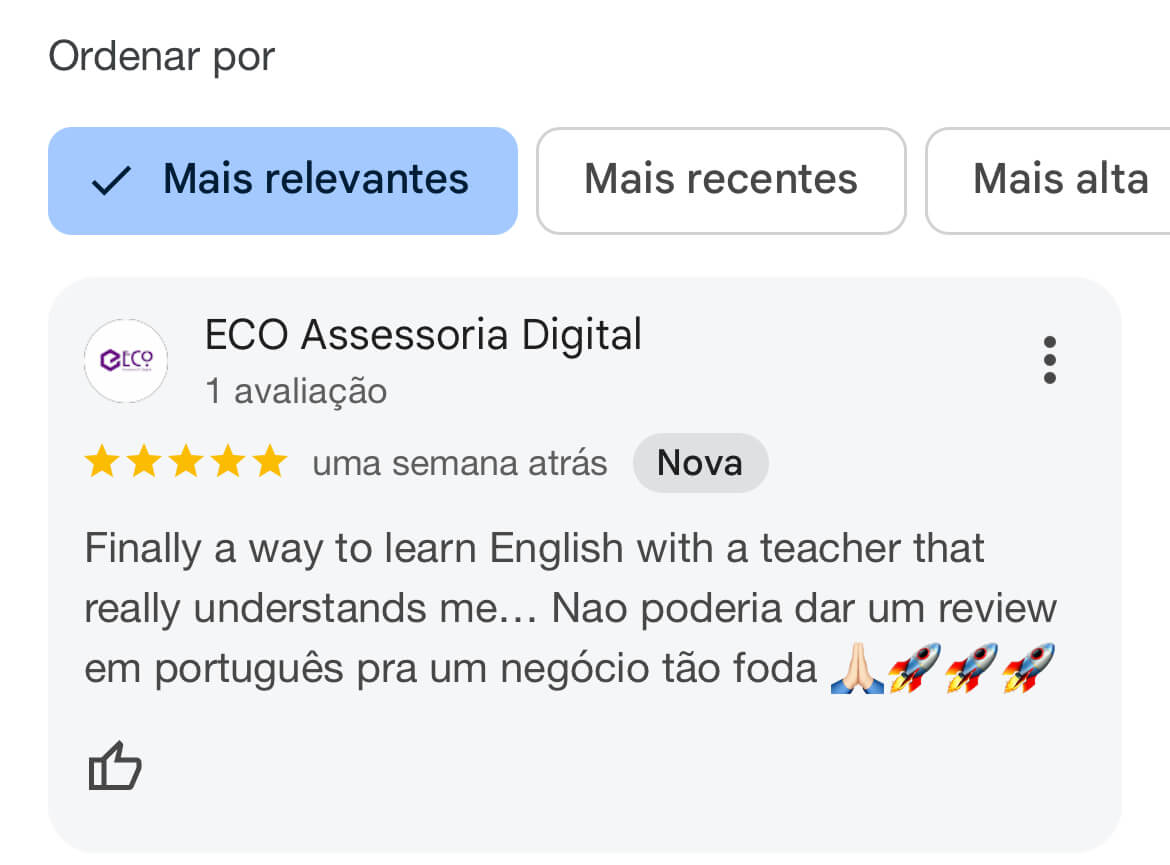 Ordenar por
Mais relevantes
Mais recentes
Mais alta
ECO
ECO Assessoria Digital
1 avaliação
uma semana atrás
Nova
Finally a way to learn English with a teacher that
really understands me... Nao poderia dar um review
em português pra um negócio tão foda 🙏🏻🚀🚀🚀